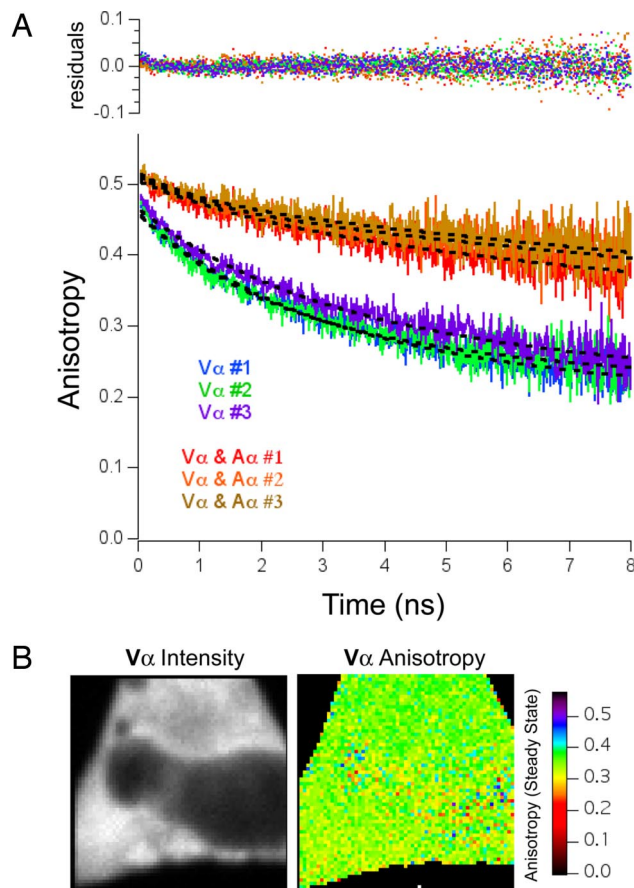 A
0.1
0.0
-0.1
residuals
0.5
0.4
0.3
0.2
0.1
0.0
Anisotropy
Vα #1
Vα #2
Vα #3
Vα & Aα #1
Vα & Aα #2
Vα & Aα #3
0 1 2 3 4 5 6 7 8
Time (ns)
B
Vα Intensity
Vα Anisotropy
Anisotropy (Steady State)
0.5
0.4
0.3
0.2
0.1
0.0